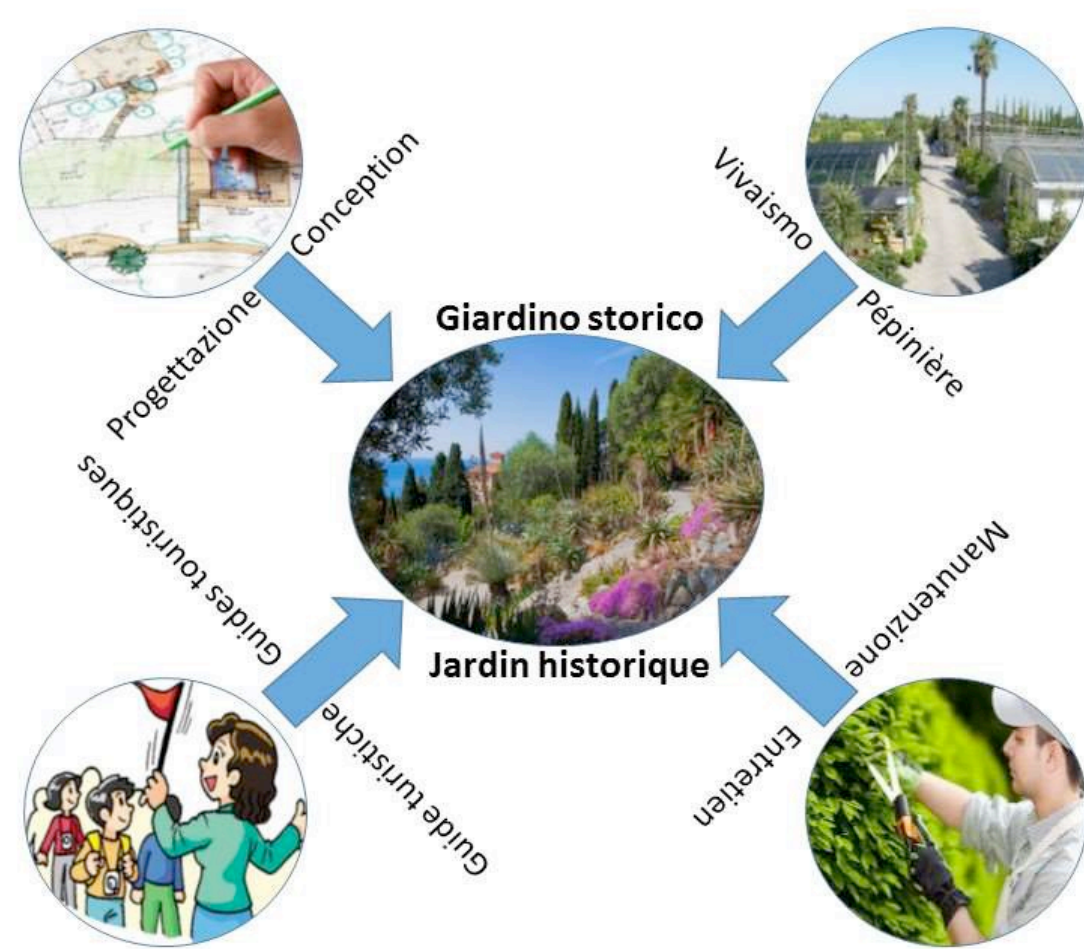 Conception
Progettazione
Vivaismo
Pépinière
Giardino storico
Jardin historique
Guides touristiques
Guide turistiche
Manutenzione
Entretien